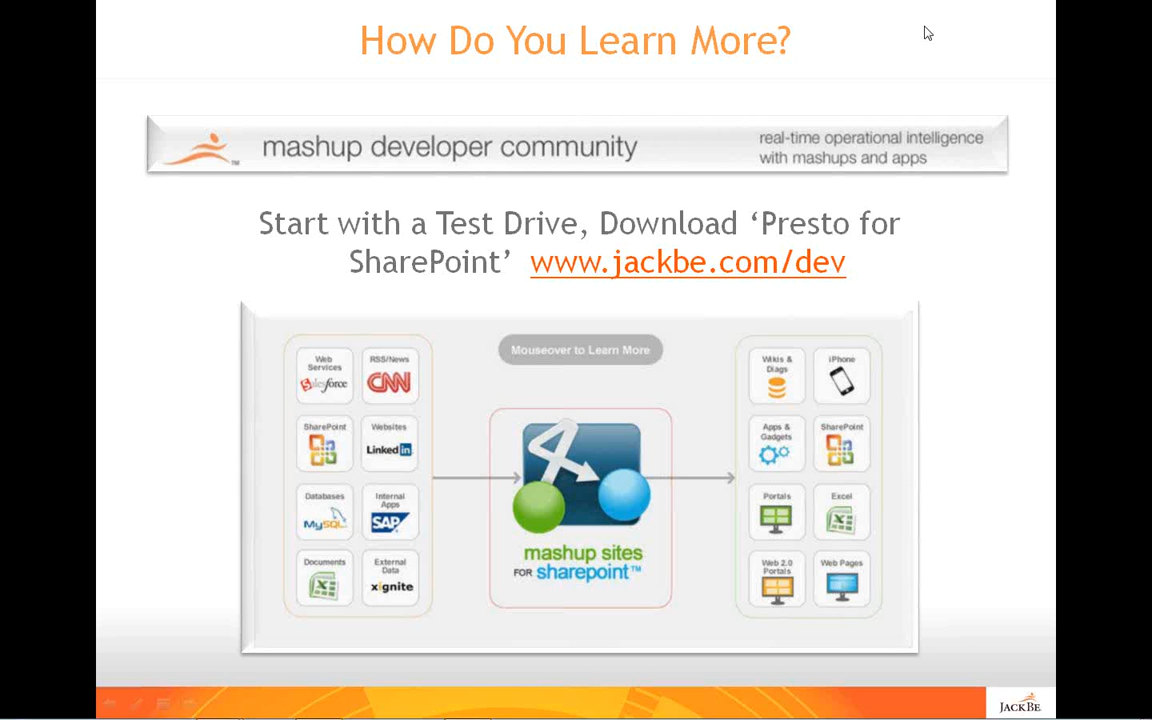 How Do You Learn More?
mashup developer community
real-time operational intelligence
with mashups and apps
TM
Start with a Test Drive, Download ‘Presto for
SharePoint’ www.jackbe.com/dev
Mouseover to Learn More
Web
Services
salesforce
RSS/News
CNN
SharePoint
Websites
LinkedIn
Databases
MySQL
Internal
Apps
SAP
Documents
External
Data
xignite
mashup sites
FOR sharepoint™
Wikis &
Diags
iPhone
Apps &
Gadgets
SharePoint
Portals
Excel
Web 2.0
Portals
Web Pages
JACKBE